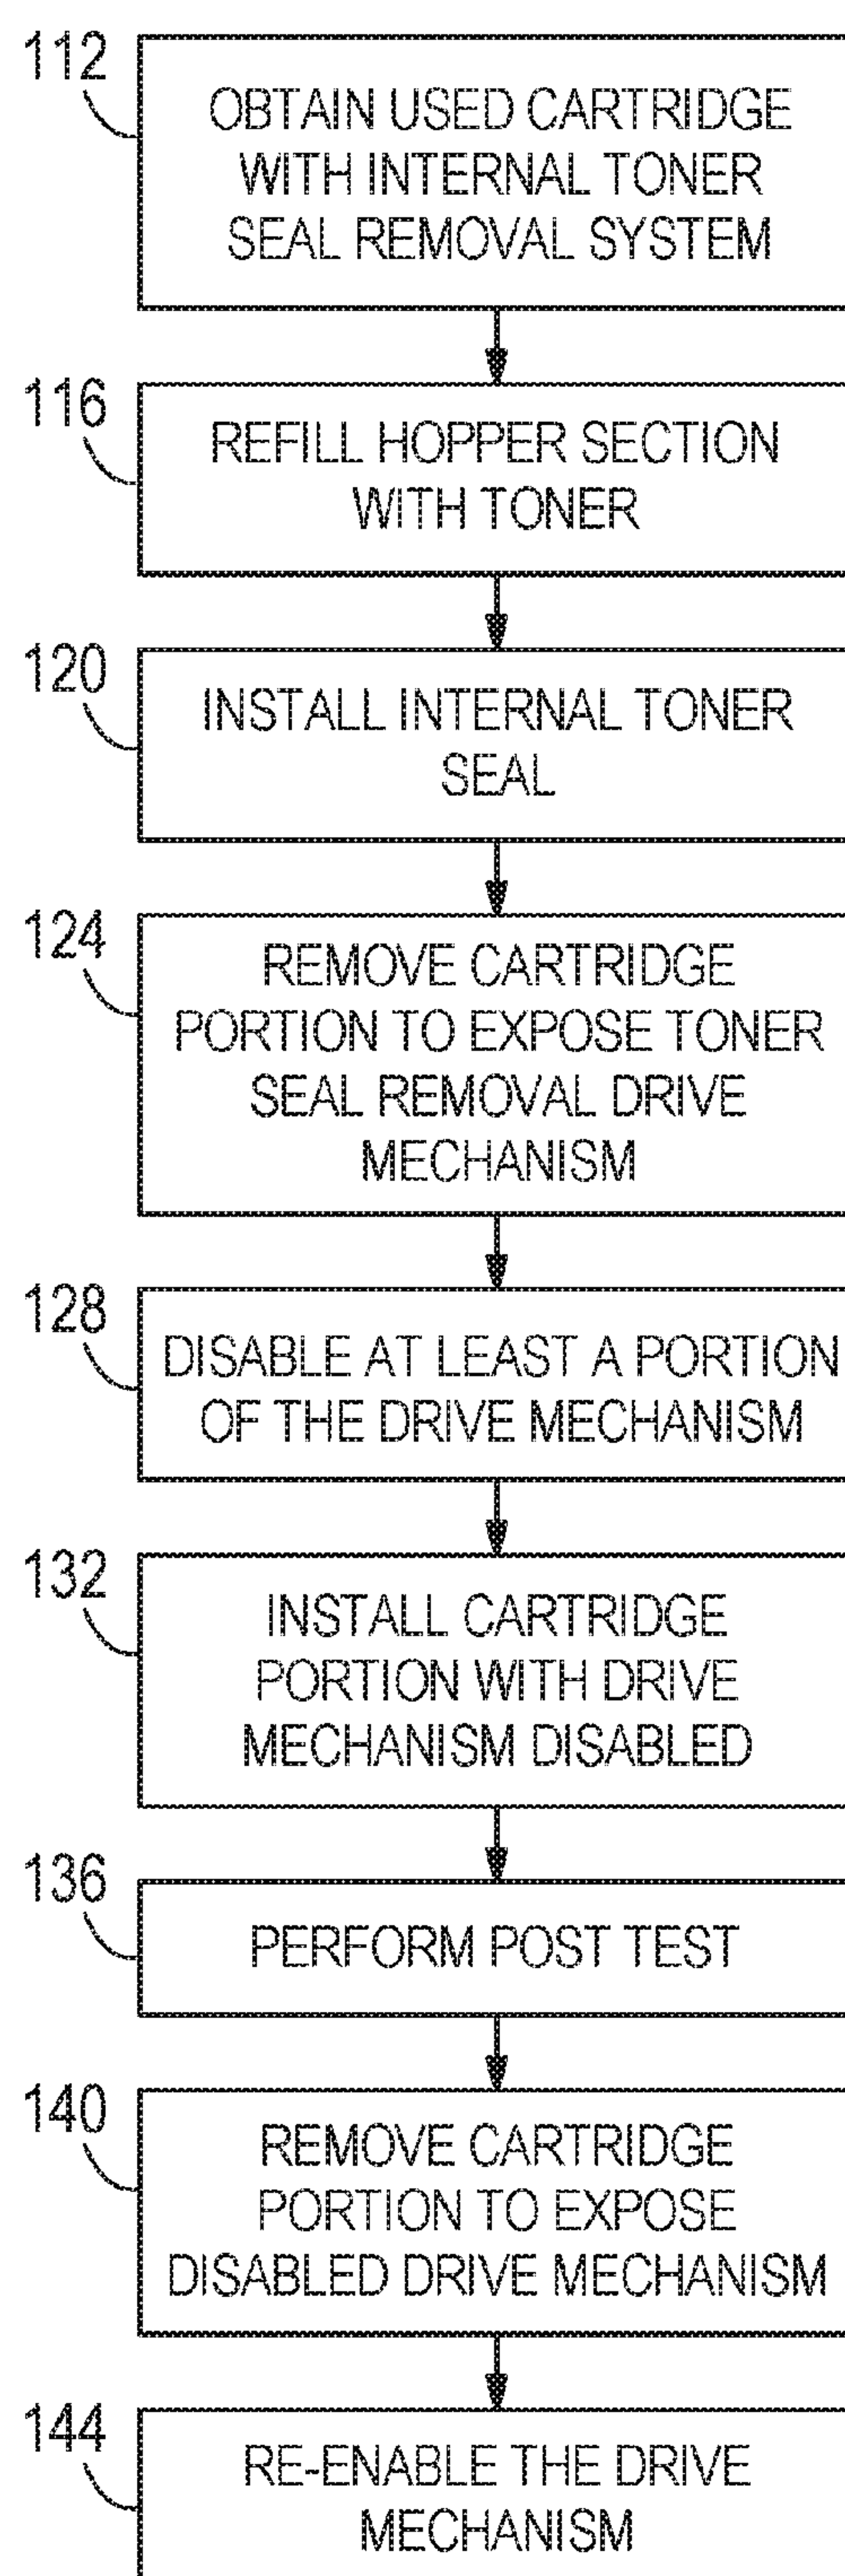 112
OBTAIN USED CARTRIDGE
WITH INTERNAL TONER
SEAL REMOVAL SYSTEM
116
REFILL HOPPER SECTION
WITH TONER
120
INSTALL INTERNAL TONER
SEAL
124
REMOVE CARTRIDGE
PORTION TO EXPOSE TONER
SEAL REMOVAL DRIVE
MECHANISM
128
DISABLE AT LEAST A PORTION
OF THE DRIVE MECHANISM
132
INSTALL CARTRIDGE
PORTION WITH DRIVE
MECHANISM DISABLED
136
PERFORM POST TEST
140
REMOVE CARTRIDGE
PORTION TO EXPOSE
DISABLED DRIVE MECHANISM
144
RE-ENABLE THE DRIVE
MECHANISM